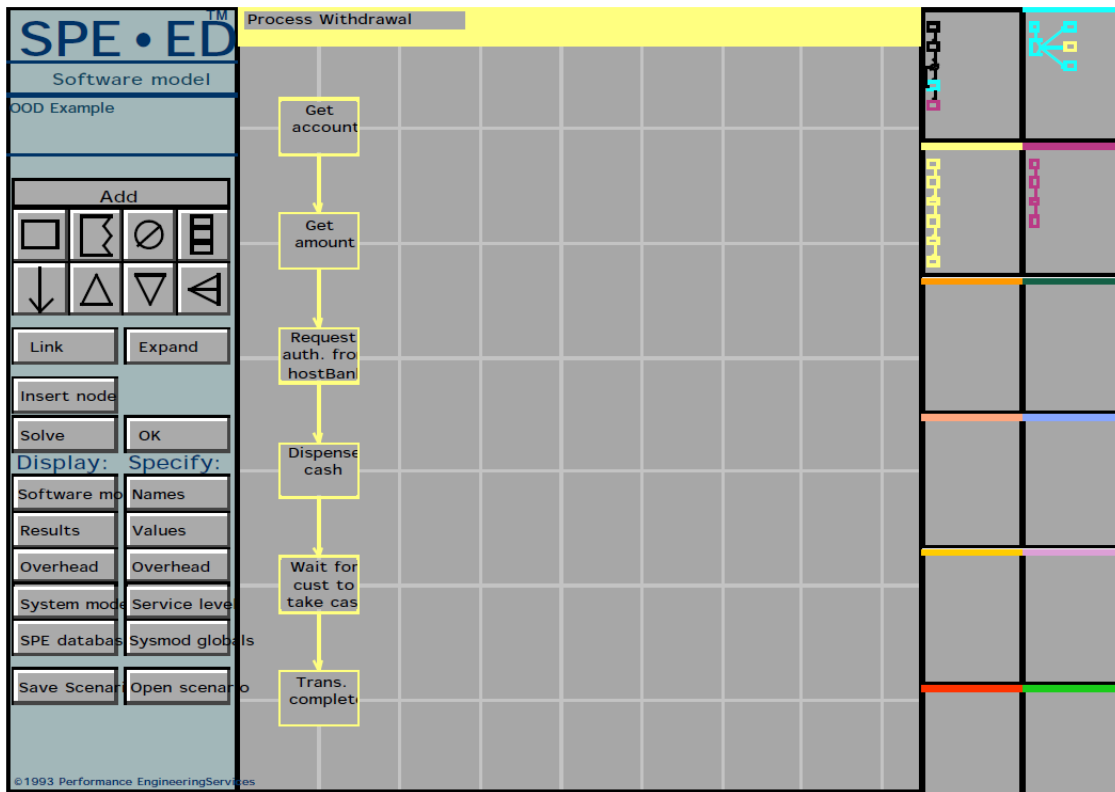 SPE • ED™
Software model
OOD Example
Add
Link
Expand
Insert node
Solve
OK
Display:
Specify:
Software mo
Names
Results
Values
Overhead
Overhead
System mode
Service level
SPE databas
Sysmod globals
Save Scenari
Open scenario
©1993 Performance EngineeringServices
Process Withdrawal
Get
account
Get
amount
Request
auth. fro
hostBan
Dispense
cash
Wait for
cust to
take cas
Trans.
complete